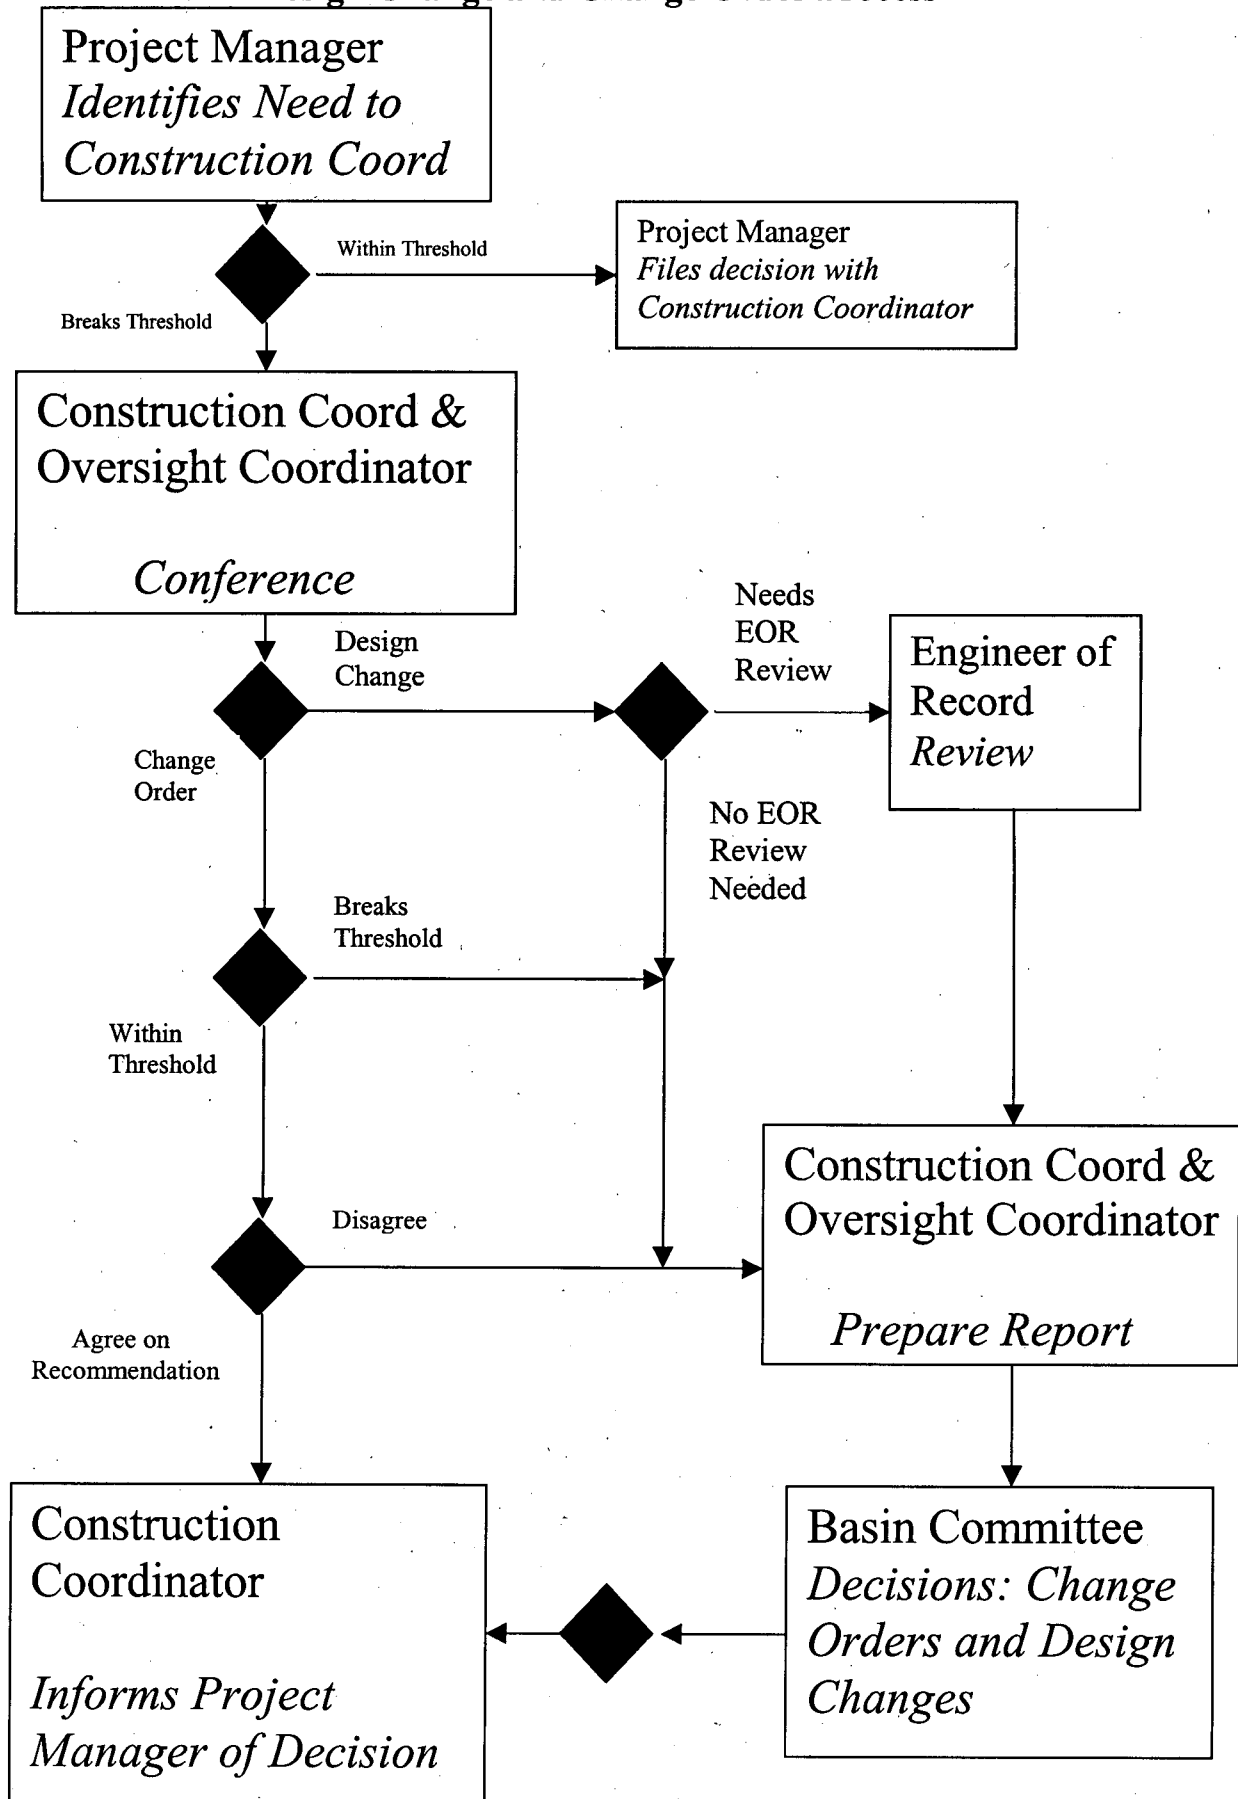 Project Manager
Identifies Need to
Construction Coord
Within Threshold
Project Manager
Files decision with
Construction Coordinator
Breaks Threshold
Construction Coord &
Oversight Coordinator
Conference
Design
Change
Needs
EOR
Review
Engineer of
Record
Review
Change
Order
No EOR
Review
Needed
Breaks
Threshold
Within
Threshold
Construction Coord &
Oversight Coordinator
Prepare Report
Disagree
Agree on
Recommendation
Construction
Coordinator
Informs Project
Manager of Decision
Basin Committee
Decisions: Change
Orders and Design
Changes